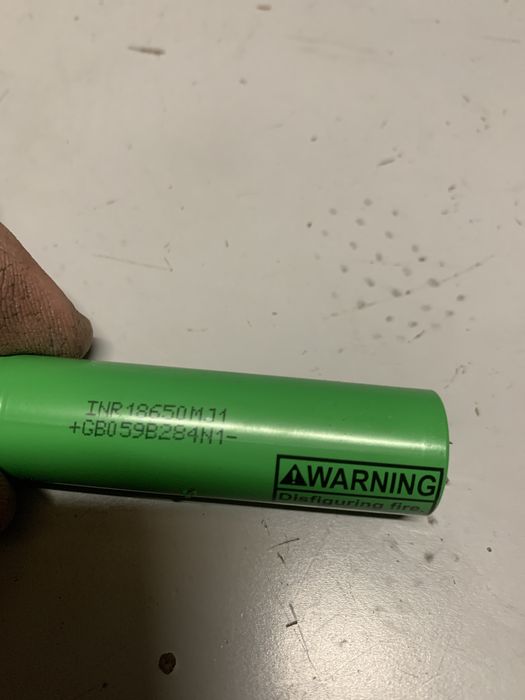 INR18650MJ1
+GB059B284N1-
WARNING
Disfiguring fire,